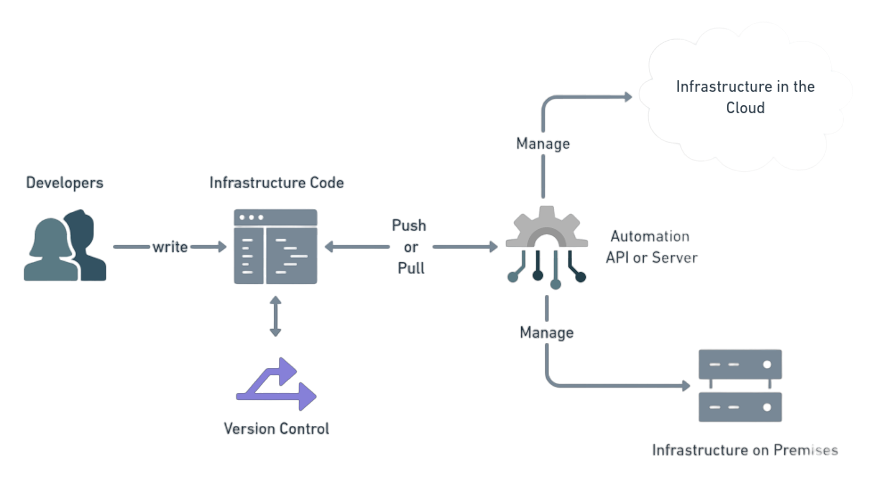 Infrastructure in the
Cloud
Manage
Developers
Infrastructure Code
write
Push
or
Pull
Automation
API or Server
Manage
Version Control
Infrastructure on Premises